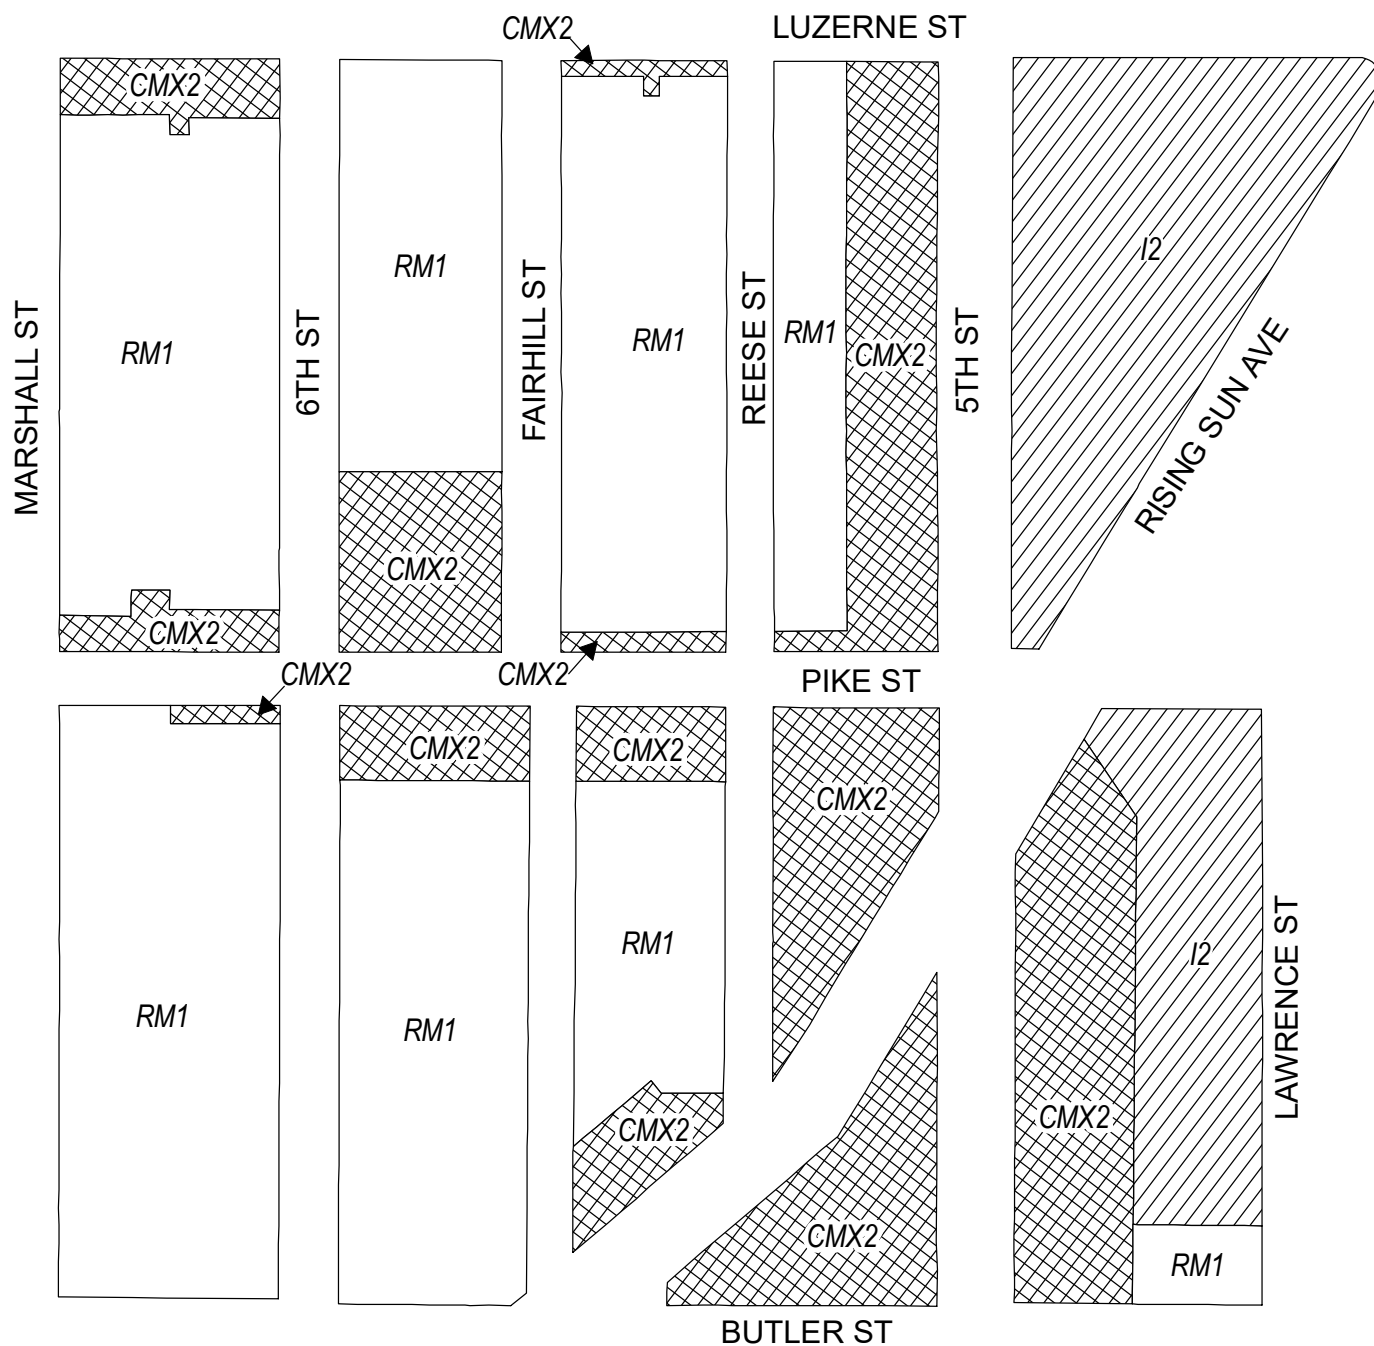 LUZERNE ST
CMX2
CMX2
RM1
I2
MARSHALL ST
RM1
6TH ST
FAIRHILL ST
RM1
REESE ST
RM1
CMX2
5TH ST
RISING SUN AVE
CMX2
CMX2
CMX2
CMX2
PIKE ST
CMX2
CMX2
CMX2
RM1
RM1
RM1
I2
LAWRENCE ST
CMX2
CMX2
CMX2
RM1
BUTLER ST